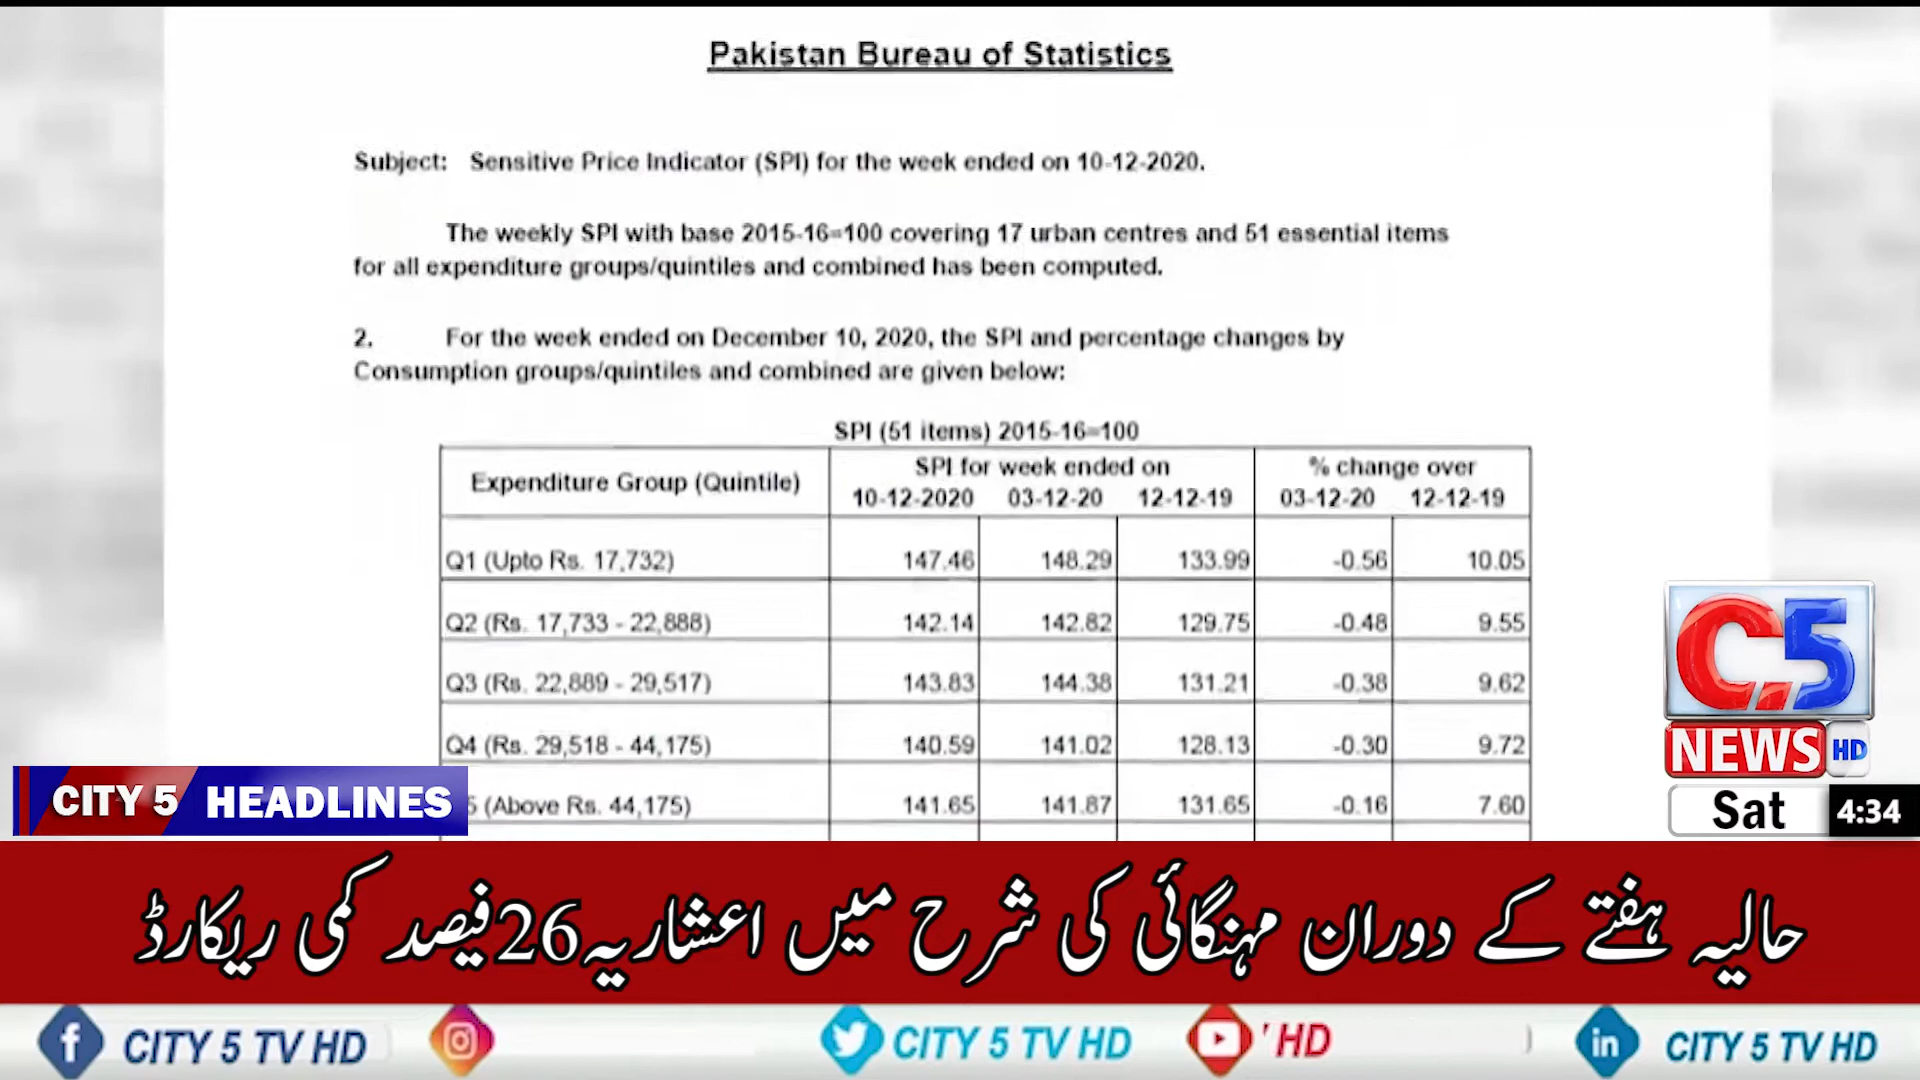 Pakistan Bureau of Statistics
Subject: Sensitive Price Indicator (SPI) for the week ended on 10-12-2020.
The weekly SPI with base 2015-16=100 covering 17 urban centres and 51 essential items
for all expenditure groups/quintiles and combined has been computed.
2. For the week ended on December 10, 2020, the SPI and percentage changes by
Consumption groups/quintiles and combined are given below:
SPI (51 items) 2015-16=100
Expenditure Group (Quintile) SPI for week ended on % change over
10-12-2020 03-12-20 12-12-19 03-12-20 12-12-19
Q1 (Upto Rs. 17,732) 147.46 148.29 133.99 -0.56 10.05
Q2 (Rs. 17,733 - 22,888) 142.14 142.82 129.75 -0.48 9.55
Q3 (Rs. 22,889 - 29,517) 143.83 144.38 131.21 -0.38 9.62
Q4 (Rs. 29,518 - 44,175) 140.59 141.02 128.13 -0.30 9.72
5 (Above Rs. 44,175) 141.65 141.87 131.65 -0.16 7.60
C5
NEWS HD
Sat 4:34
CITY 5 HEADLINES
حالیہ ہفتے کے دوران مہنگائی کی شرح میں اعشاریہ26فیصد کمی ریکارڈ
CITY 5 TV HD CITY 5 TV HD ' HD CITY 5 TV HD